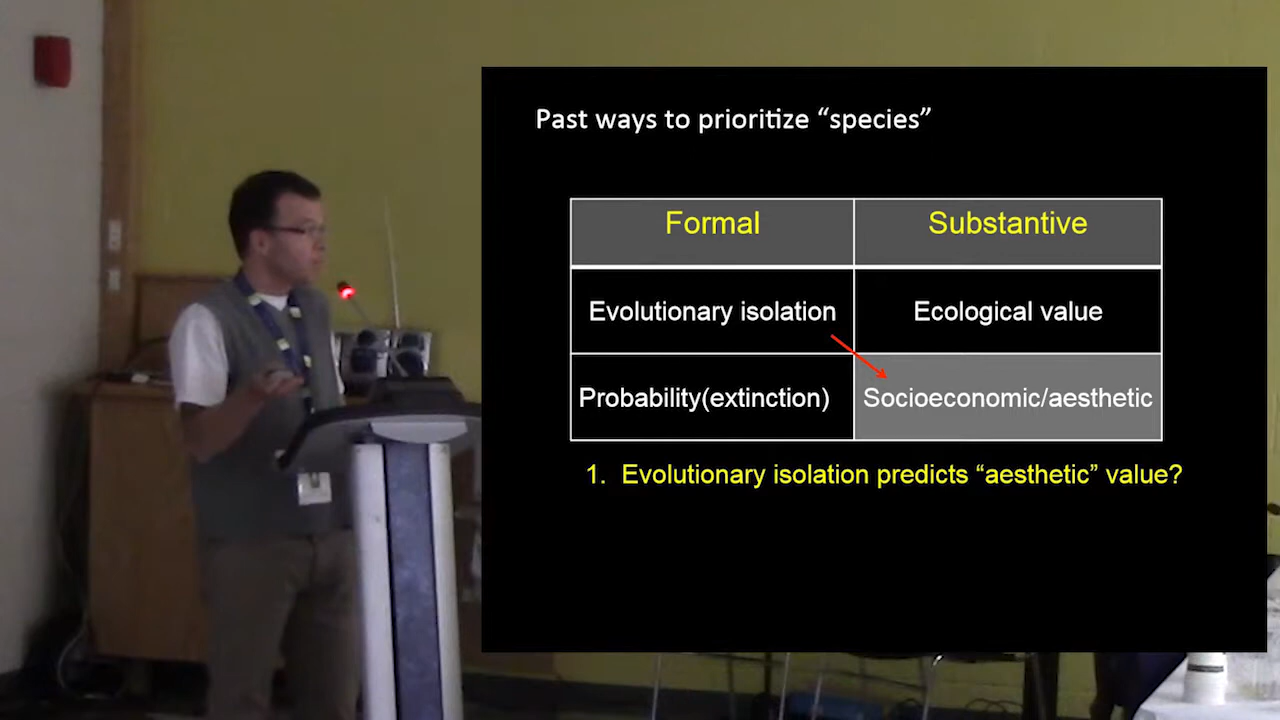 Past ways to prioritize “species”
Formal
Substantive
Evolutionary isolation
Ecological value
Probability(extinction)
Socioeconomic/aesthetic
1. Evolutionary isolation predicts “aesthetic” value?